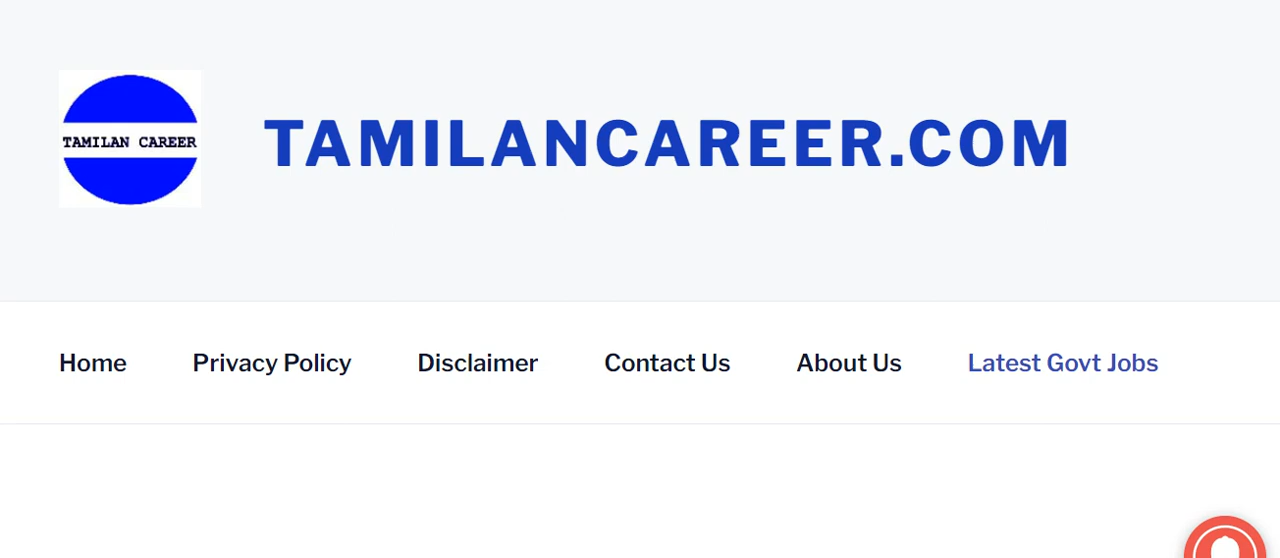 TAMILAN CAREER
TAMILANCAREER.COM
Home Privacy Policy Disclaimer Contact Us About Us Latest Govt Jobs